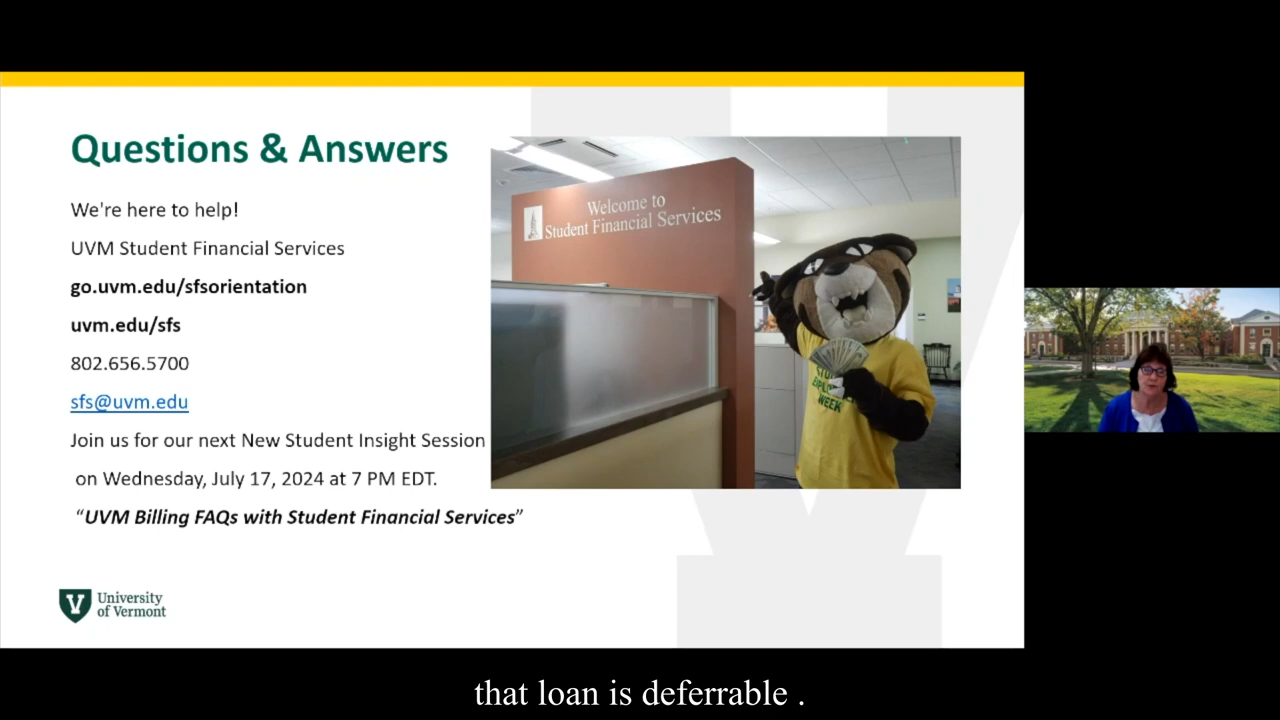 Questions & Answers
We're here to help!
UVM Student Financial Services
go.uvm.edu/sfsorientation
uvm.edu/sfs
802.656.5700
sfs@uvm.edu
Join us for our next New Student Insight Session
on Wednesday, July 17, 2024 at 7 PM EDT.
“UVM Billing FAQs with Student Financial Services”
Welcome to
Student Financial Services
WEEK
V University
of Vermont
that loan is deferrable .